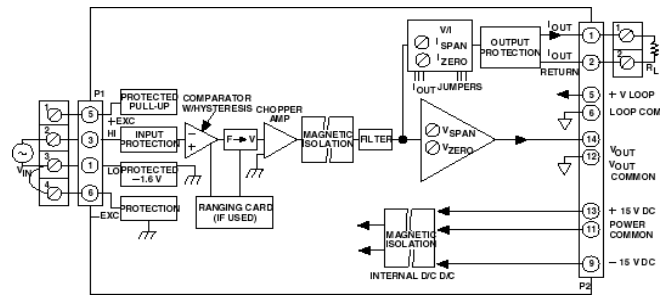 V/I
I SPAN
I ZERO
I OUT JUMPERS
OUTPUT
PROTECTION
I OUT
I OUT
RETURN
1
2
1
2
R L
P1
PROTECTED
PULL-UP
+EXC
COMPARATOR
W/HYSTERESIS
CHOPPER
AMP
5
+ V LOOP
6
LOOP COM
1
2
3
4
V IN
5
3
1
6
HI
INPUT
PROTECTION
−
+
F V
MAGNETIC
ISOLATION
FILTER
V SPAN
V ZERO
14
12
V OUT
V OUT
COMMON
LO
PROTECTED
−1.6 V
–EXC
PROTECTION
RANGING CARD
(IF USED)
MAGNETIC
ISOLATION
INTERNAL D/C D/C
13
+ 15 V DC
11
POWER
COMMON
9
− 15 V DC
P2